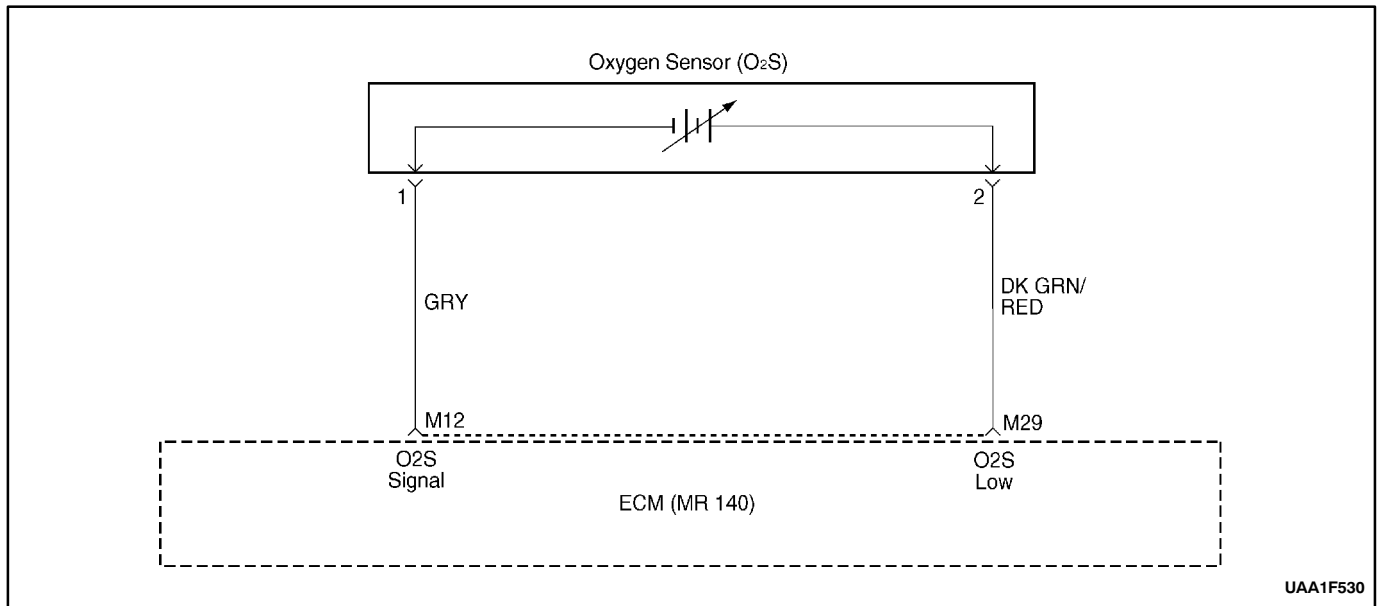 Oxygen Sensor (O₂S)
1
2
GRY
DK GRN/
RED
M12
M29
O2S
Signal
O2S
Low
ECM (MR 140)
UAA1F530